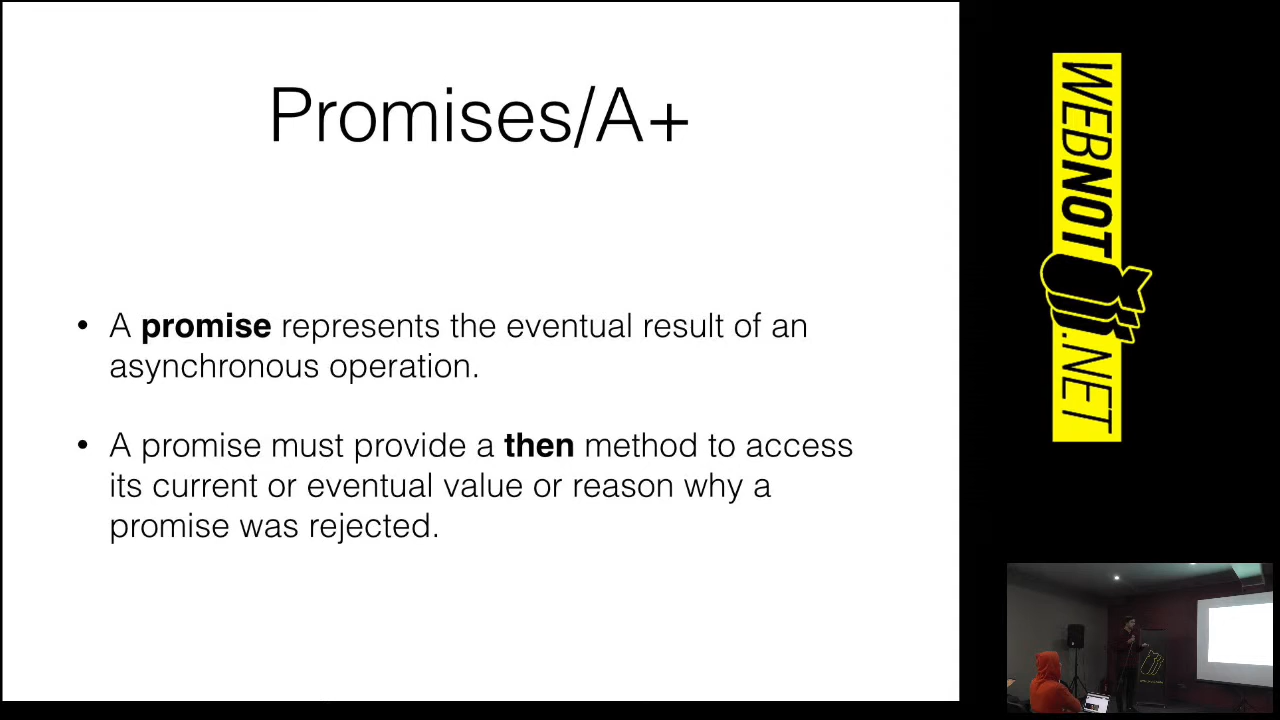 Promises/A+
• A promise represents the eventual result of an
asynchronous operation.
• A promise must provide a then method to access
its current or eventual value or reason why a
promise was rejected.
WEBNOT
.NET